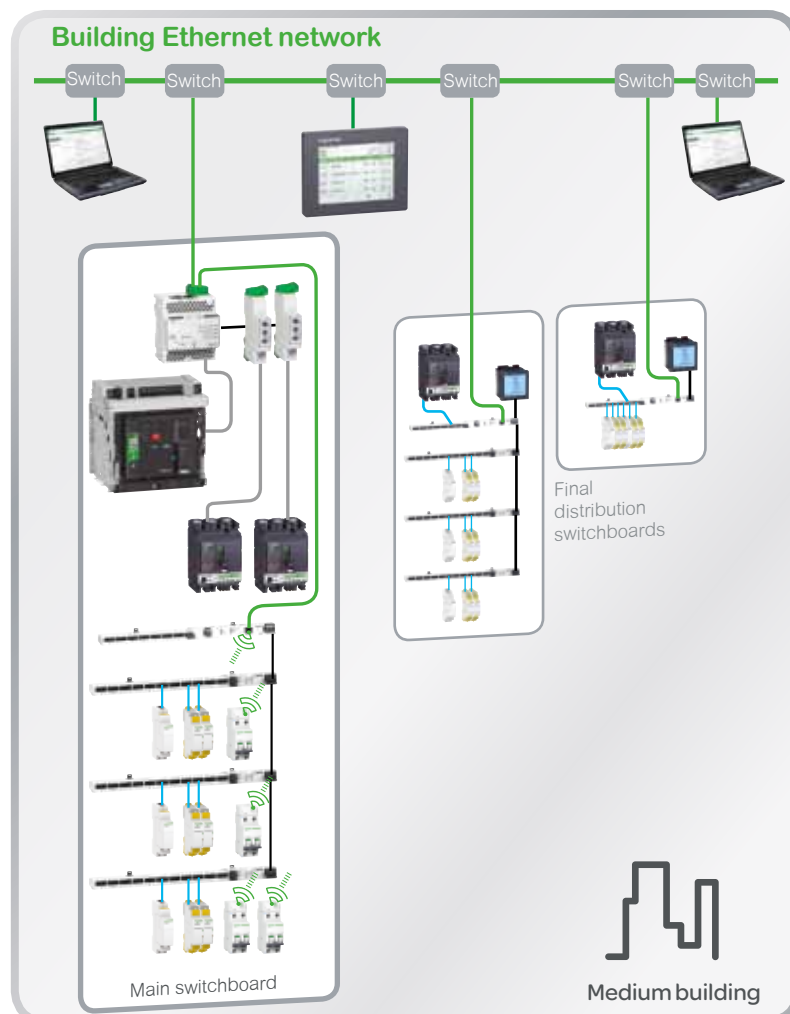 Building Ethernet network
Switch Switch Switch Switch Switch Switch
Final
distribution
switchboards
Main switchboard
Medium building